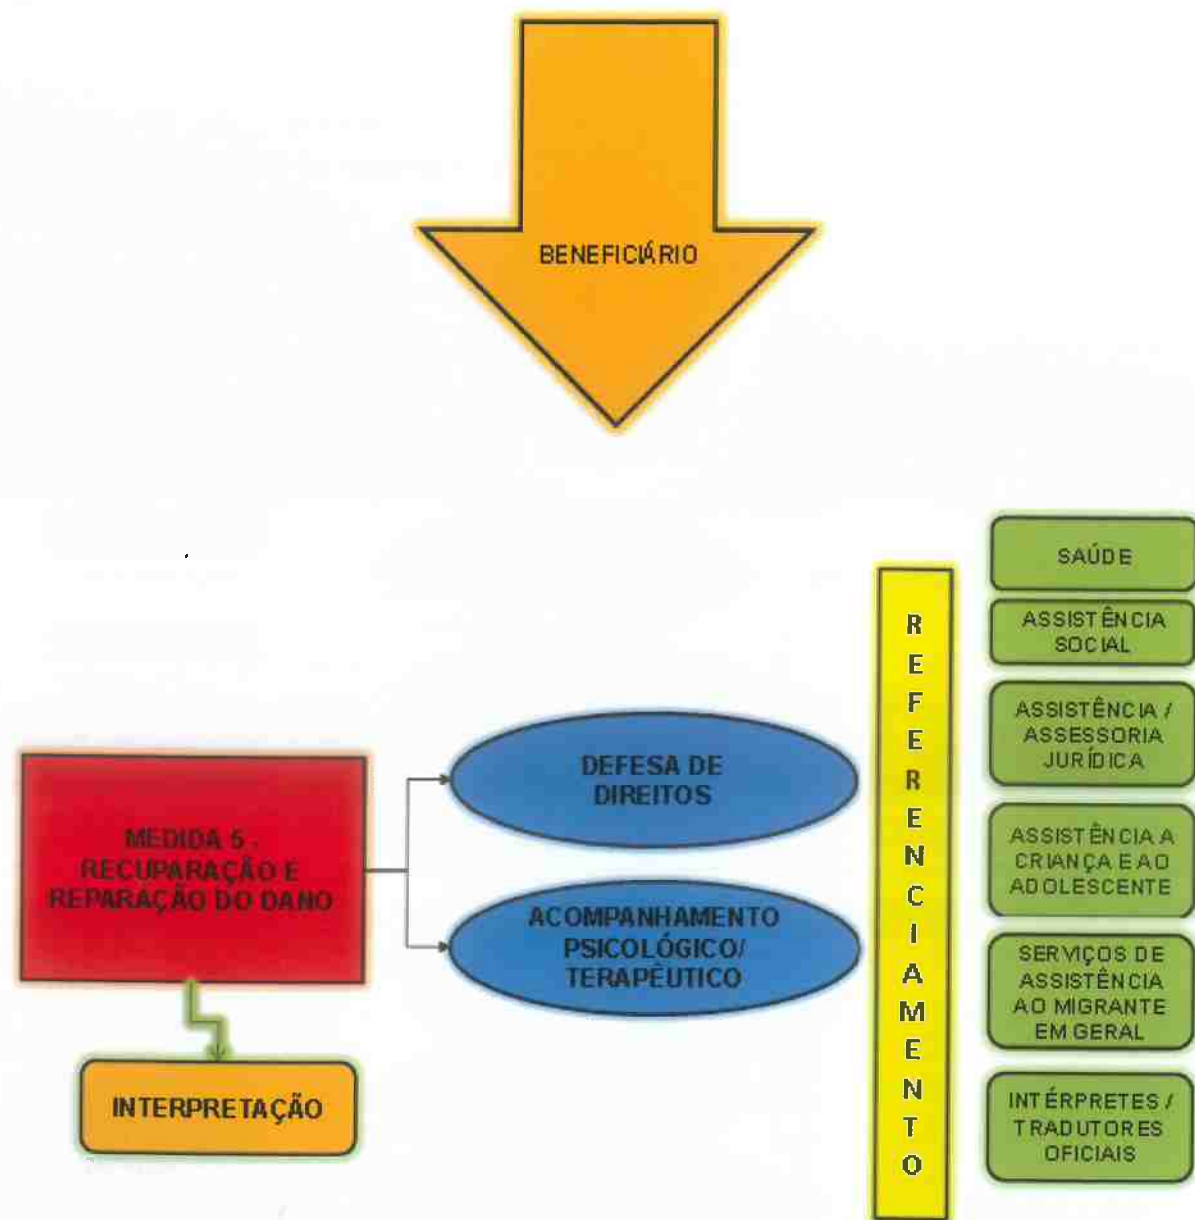 BENEFICIÁRIO
MEDIDA 5 -
RECUPARAÇÃO E
REPARAÇÃO DO DANO
INTERPRETAÇÃO
DEFESA DE
DIREITOS
ACOMPANHAMENTO
PSICOLÓGICO/
TERAPÊUTICO
REFERENCIAMENTO
SAÚDE
ASSISTÊNCIA
SOCIAL
ASSISTÊNCIA /
ASSESSORIA
JURÍDICA
ASSISTÊNCIA A
CRIANÇA E AO
ADOLESCENTE
SERVIÇOS DE
ASSISTÊNCIA
AO MIGRANTE
EM GERAL
INTÉRPRETES /
TRADUTORES
OFICIAIS